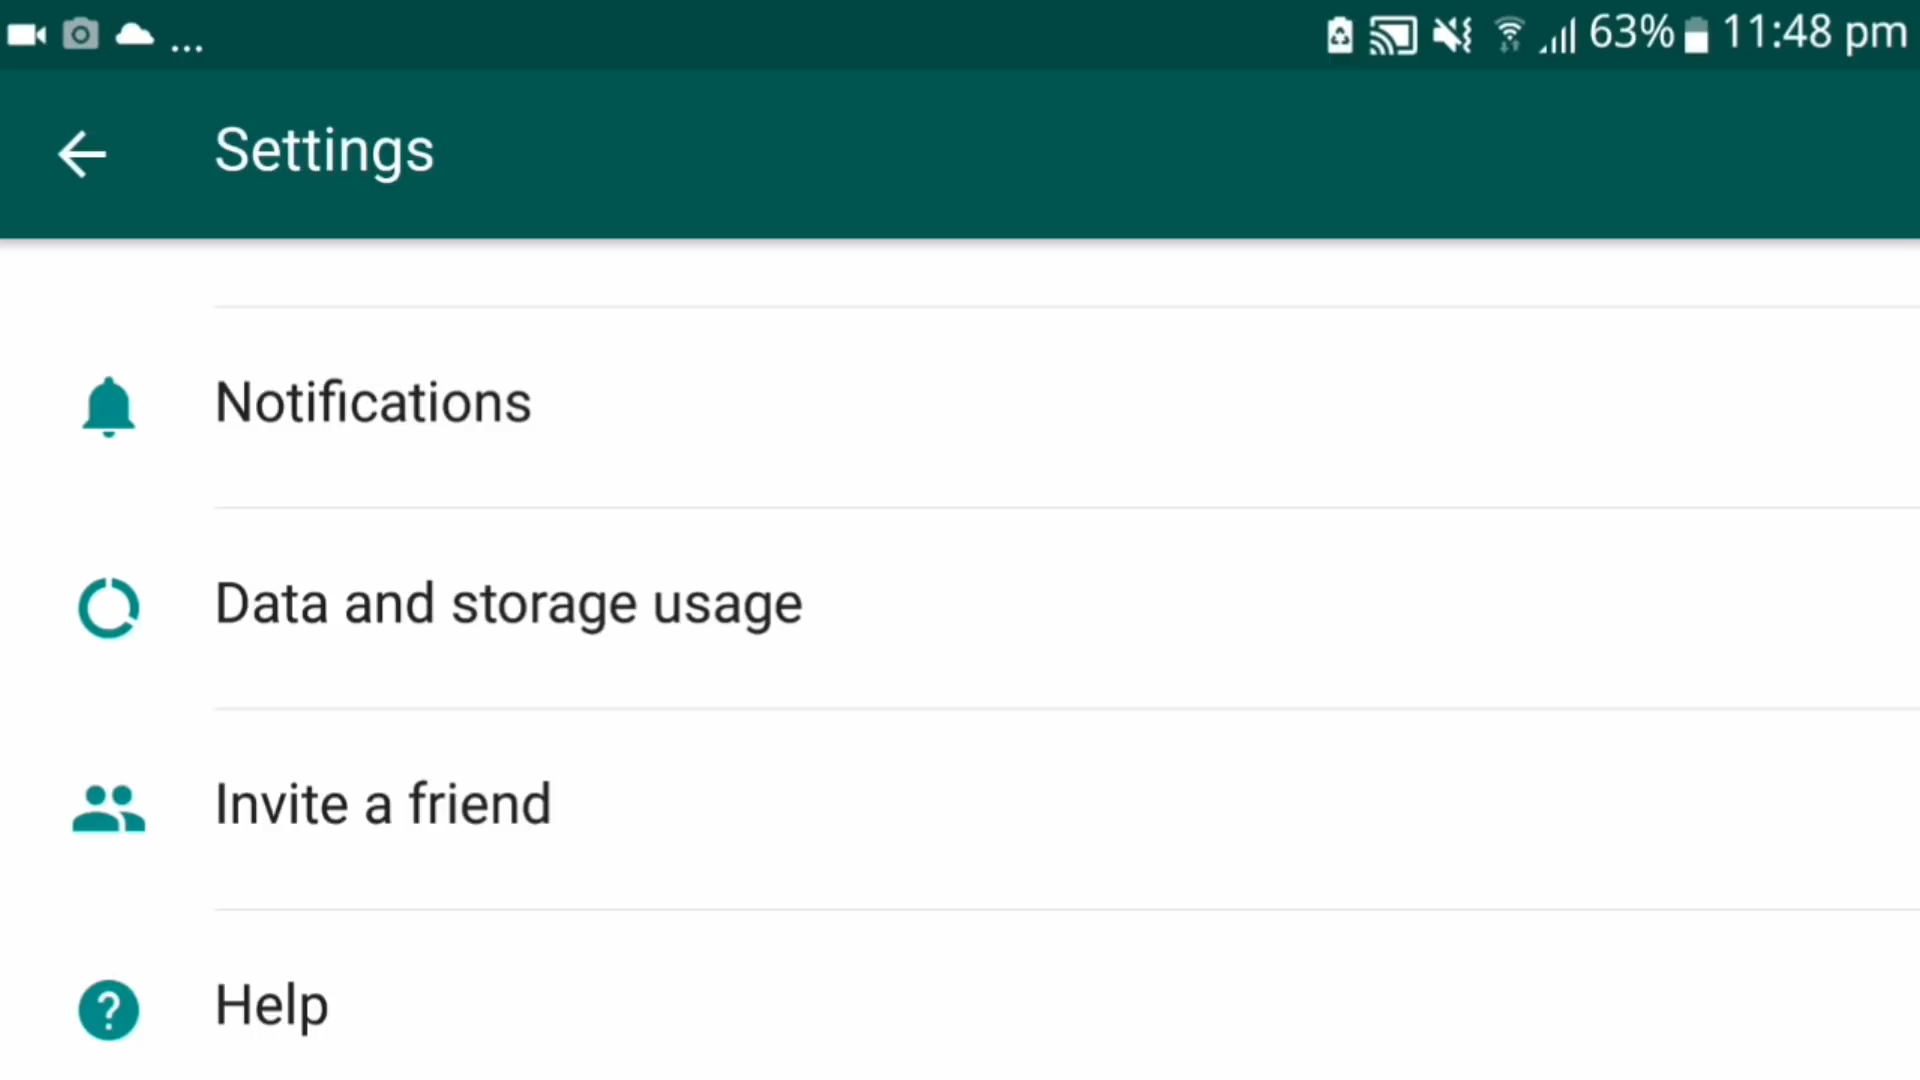 ... 63% 11:48 pm
Settings
Notifications
Data and storage usage
Invite a friend
Help